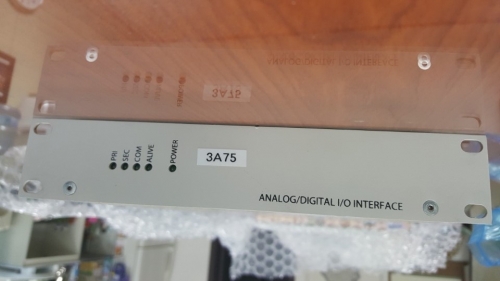 PRI
SEC
COM
ALIVE
POWER
3A75
ANALOG/DIGITAL I/O INTERFACE